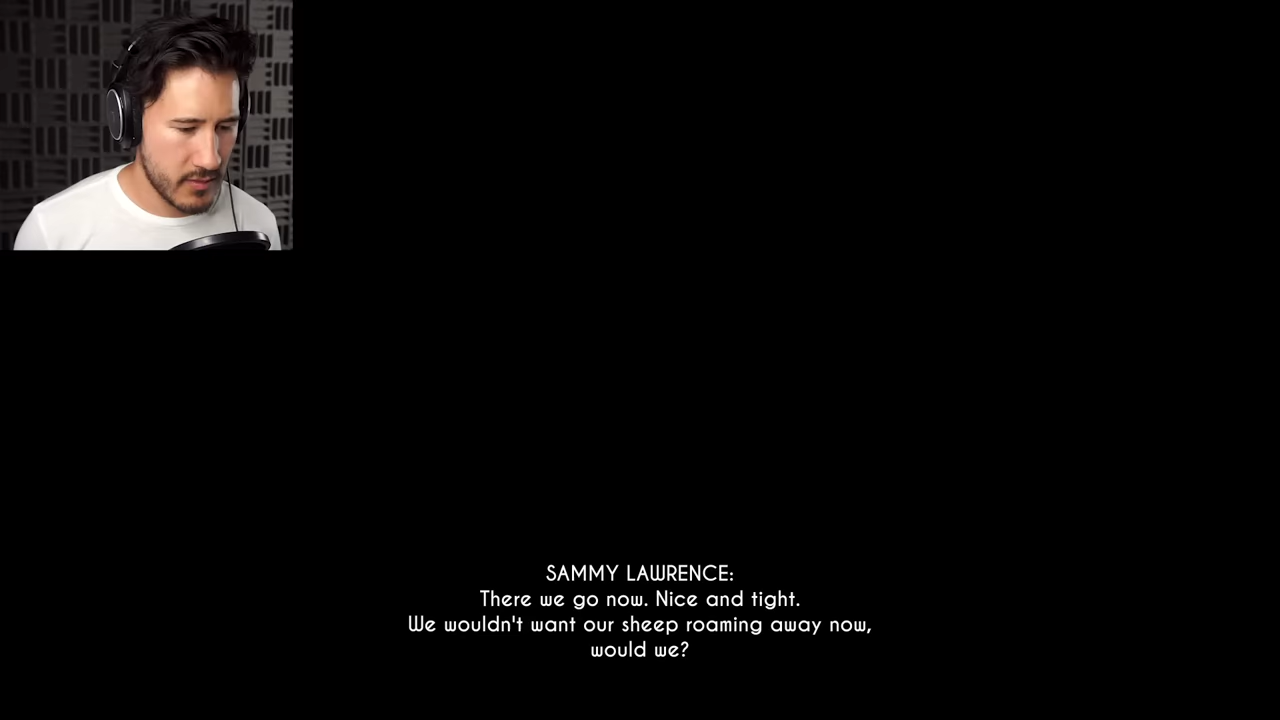 SAMMY LAWRENCE:
There we go now. Nice and tight.
We wouldn't want our sheep roaming away now,
would we?